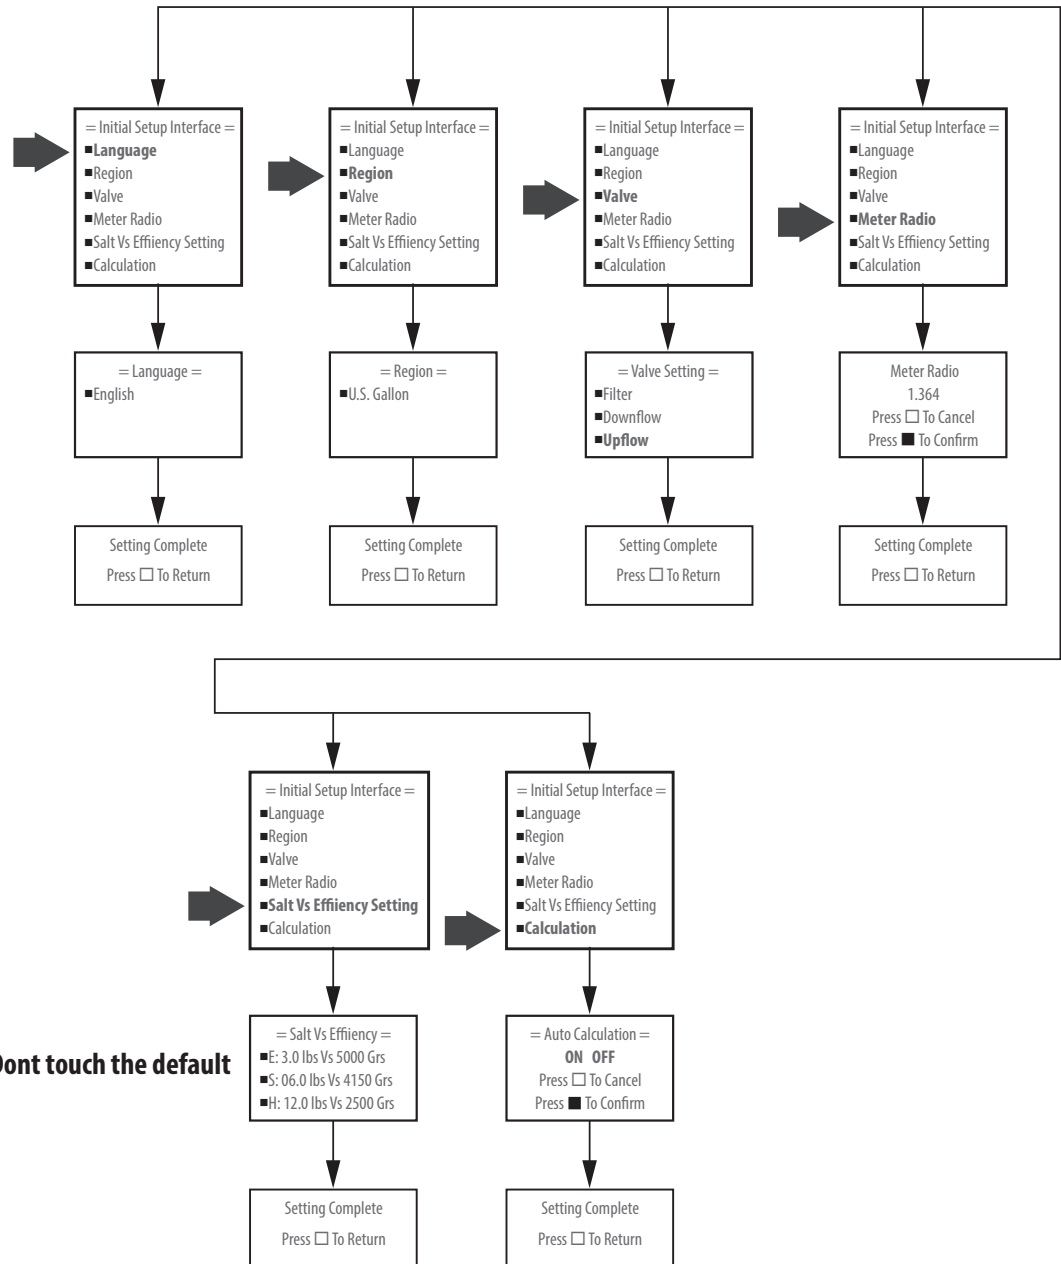 = Initial Setup Interface =
■Language
■Region
■Valve
■Meter Radio
■Salt Vs Effiiency Setting
■Calculation
= Language =
■English
Setting Complete
Press □ To Return
= Initial Setup Interface =
■Language
■Region
■Valve
■Meter Radio
■Salt Vs Effiiency Setting
■Calculation
= Region =
■U.S. Gallon
Setting Complete
Press □ To Return
= Initial Setup Interface =
■Language
■Region
■Valve
■Meter Radio
■Salt Vs Effiiency Setting
■Calculation
= Valve Setting =
■Filter
■Downflow
■Upflow
Setting Complete
Press □ To Return
= Initial Setup Interface =
■Language
■Region
■Valve
■Meter Radio
■Salt Vs Effiiency Setting
■Calculation
Meter Radio
1.364
Press □ To Cancel
Press ■ To Confirm
Setting Complete
Press □ To Return
= Initial Setup Interface =
■Language
■Region
■Valve
■Meter Radio
■Salt Vs Effiiency Setting
■Calculation
Dont touch the default
= Salt Vs Effiiency =
■E: 3.0 lbs Vs 5000 Grs
■S: 06.0 lbs Vs 4150 Grs
■H: 12.0 lbs Vs 2500 Grs
Setting Complete
Press □ To Return
= Initial Setup Interface =
■Language
■Region
■Valve
■Meter Radio
■Salt Vs Effiiency Setting
■Calculation
= Auto Calculation =
ON OFF
Press □ To Cancel
Press ■ To Confirm
Setting Complete
Press □ To Return